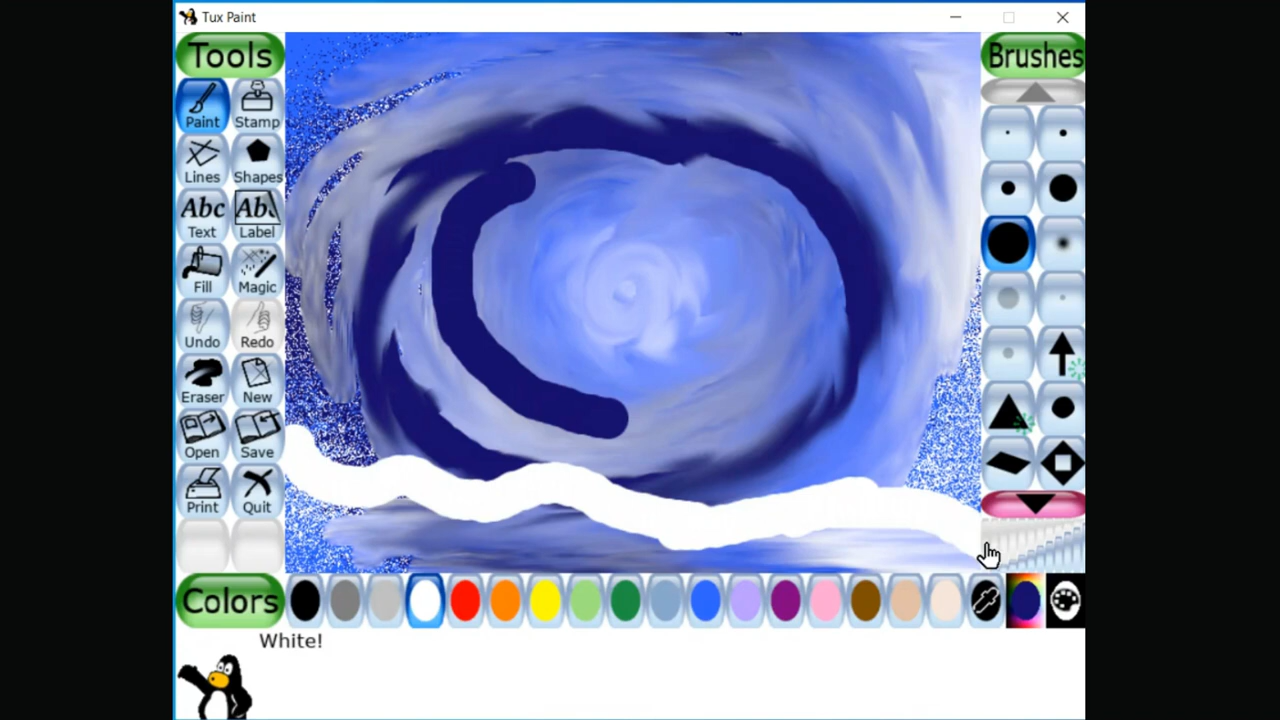 Tux Paint
Tools
Brushes
Paint
Stamp
Lines
Shapes
Abc
Text
Abc
Label
Fill
Magic
Undo
Redo
Eraser
New
Open
Save
Print
Quit
Colors
White!